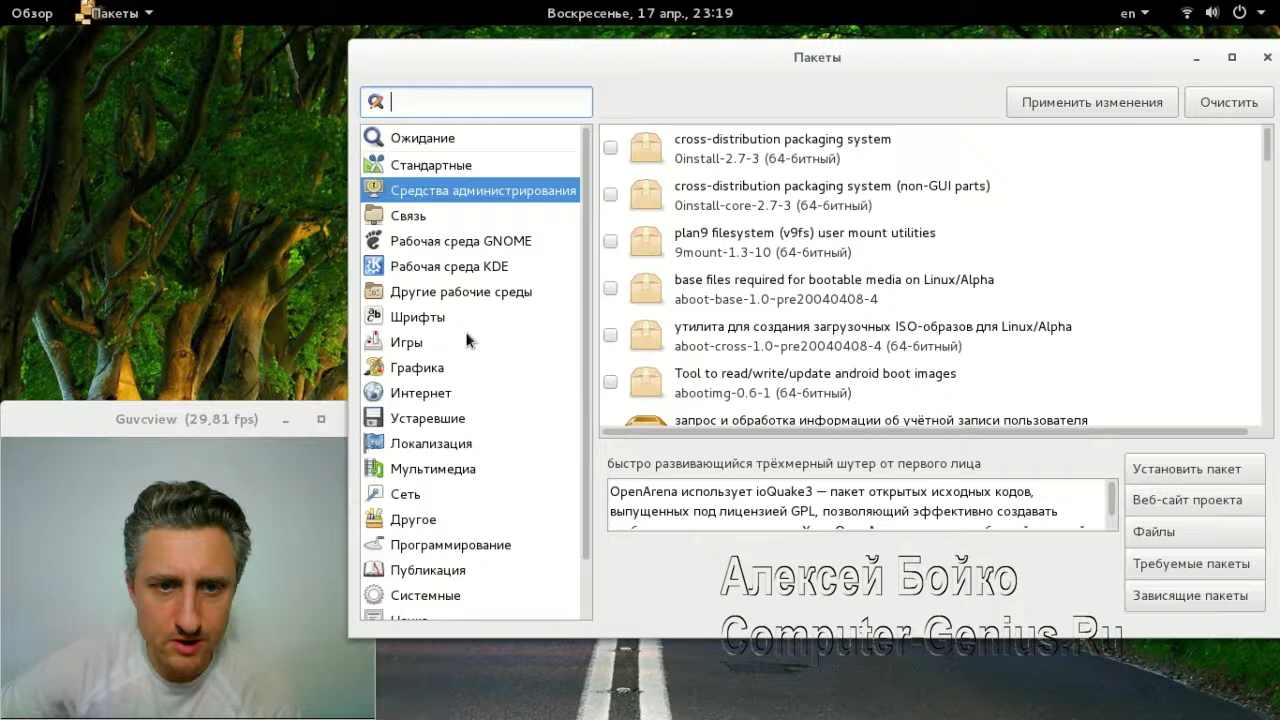 Обзор
Пакеты
Воскресенье, 17 апр., 23:19
en
Пакеты
Применить изменения
Очистить
Ожидание
Стандартные
Средства администрирования
Связь
Рабочая среда GNOME
Рабочая среда KDE
Другие рабочие среды
Шрифты
Игры
Графика
Интернет
Устаревшие
Локализация
Мультимедиа
Сеть
Другое
Программирование
Публикация
Системные
cross-distribution packaging system
0install-2.7-3 (64-битный)
cross-distribution packaging system (non-GUI parts)
0install-core-2.7-3 (64-битный)
plan9 filesystem (v9fs) user mount utilities
9mount-1.3-10 (64-битный)
base files required for bootable media on Linux/Alpha
aboot-base-1.0~pre20040408-4
утилита для создания загрузочных ISO-образов для Linux/Alpha
aboot-cross-1.0~pre20040408-4 (64-битный)
Tool to read/write/update android boot images
abootimg-0.6-1 (64-битный)
запрос и обработка информации об учётной записи пользователя
быстро развивающийся трёхмерный шутер от первого лица
OpenArena использует ioQuake3 — пакет открытых исходных кодов,
выпущенных под лицензией GPL, позволяющий эффективно создавать
Установить пакет
Веб-сайт проекта
Файлы
Требуемые пакеты
Зависящие пакеты
Guvcview (29,81 fps)
Алексей Бойко
Computer-Genius.Ru